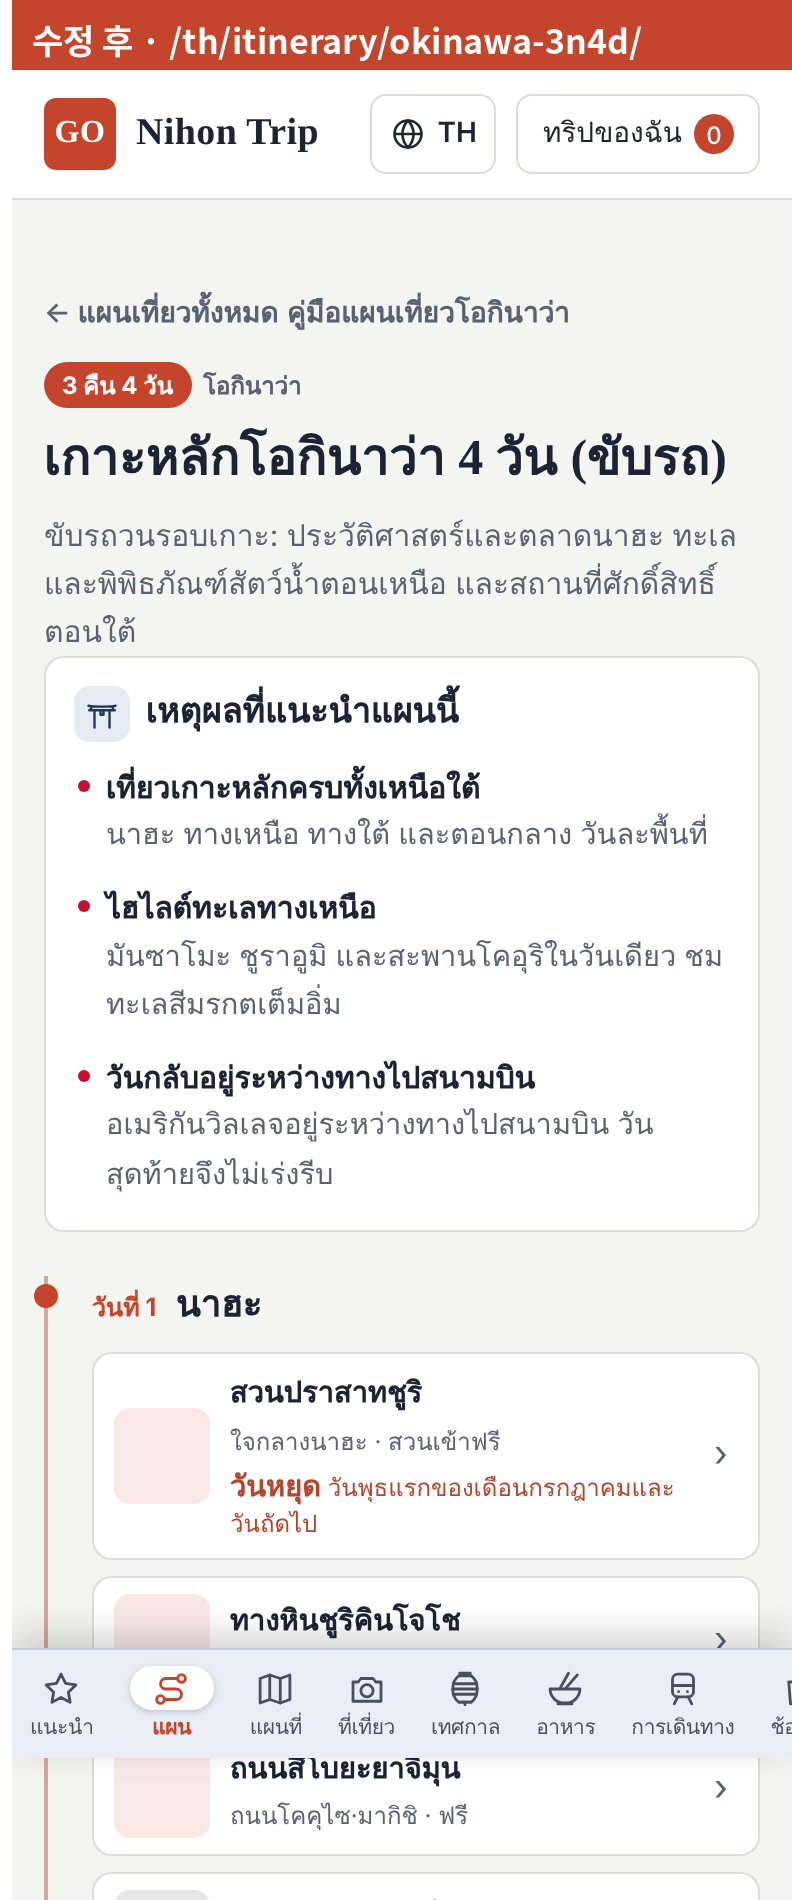 수정 후 · /th/itinerary/okinawa-3n4d/
GO Nihon Trip TH ทริปของฉัน 0
← แผนเที่ยวทั้งหมด คู่มือแผนเที่ยวโอกินาว่า
3 คืน 4 วัน โอกินาว่า
เกาะหลักโอกินาว่า 4 วัน (ขับรถ)
ขับรถวนรอบเกาะ: ประวัติศาสตร์และตลาดนาฮะ ทะเล
และพิพิธภัณฑ์สัตว์น้ำตอนเหนือ และสถานที่ศักดิ์สิทธิ์
ตอนใต้
เหตุผลที่แนะนำแผนนี้
เที่ยวเกาะหลักครบทั้งเหนือใต้
นาฮะ ทางเหนือ ทางใต้ และตอนกลาง วันละพื้นที่
ไฮไลต์ทะเลทางเหนือ
มันซาโมะ ชูราอูมิ และสะพานโคอุริในวันเดียว ชม
ทะเลสีมรกตเต็มอิ่ม
วันกลับอยู่ระหว่างทางไปสนามบิน
อเมริกันวิลเลจอยู่ระหว่างทางไปสนามบิน วัน
สุดท้ายจึงไม่เร่งรีบ
วันที่ 1 นาฮะ
สวนปราสาทชูริ
ใจกลางนาฮะ · สวนเข้าฟรี
วันหยุด วันพุธแรกของเดือนกรกฎาคมและ
วันถัดไป
ทางหินชูริคินโจโช
แนะนำ แผน แผนที่ ที่เที่ยว เทศกาล อาหาร การเดินทาง
ถนนสึโบยะยาจิมุน
ถนนโคคุไซ·มากิชิ · ฟรี